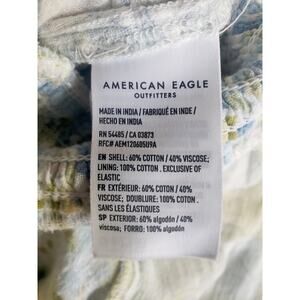 AMERICAN EAGLE
OUTFITTERS
MADE IN INDIA / FABRIQUÉ EN INDE /
HECHO EN INDIA
RN 54485 / CA 03873
RFC# AEM120605U9A
EN SHELL: 60% COTTON / 40% VISCOSE;
LINING: 100% COTTON . EXCLUSIVE OF
ELASTIC
FR EXTÉRIEUR: 60% COTON / 40%
VISCOSE; DOUBLURE: 100% COTON .
SANS LES ÉLASTIQUES
SP EXTERIOR: 60% algodón / 40%
viscosa; FORRO: 100% algodón